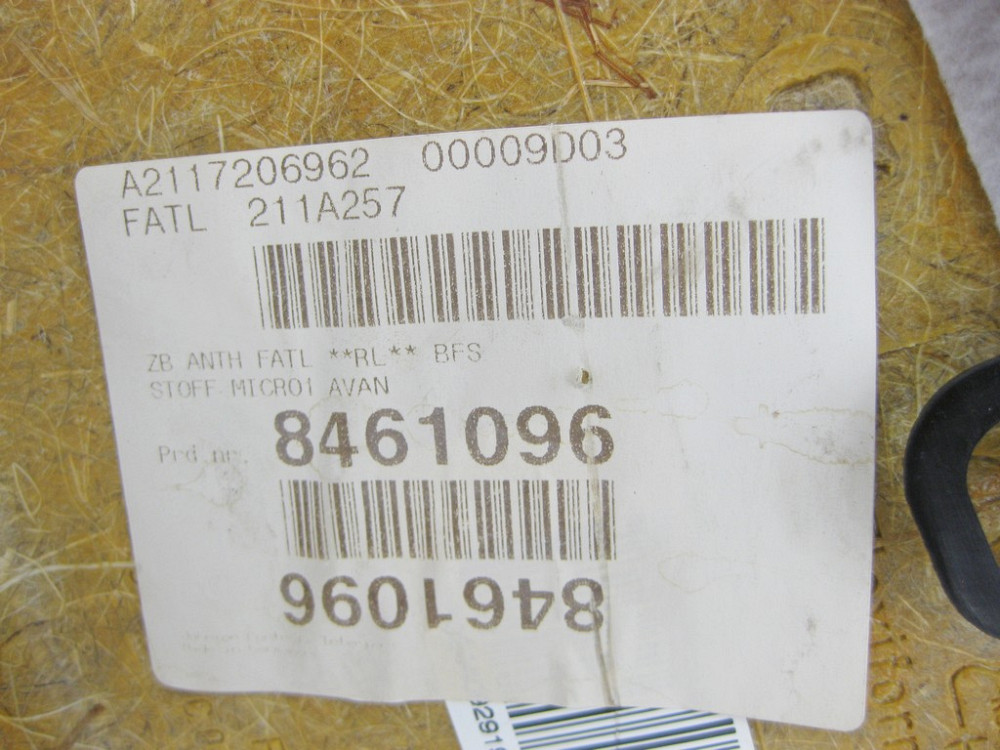 A2117206962 00009D03
FATL 211A257
ZB ANTH FATL **RL** BFS
STOFF MICRO1 AVAN
Prd.nr. 8461096
8461096